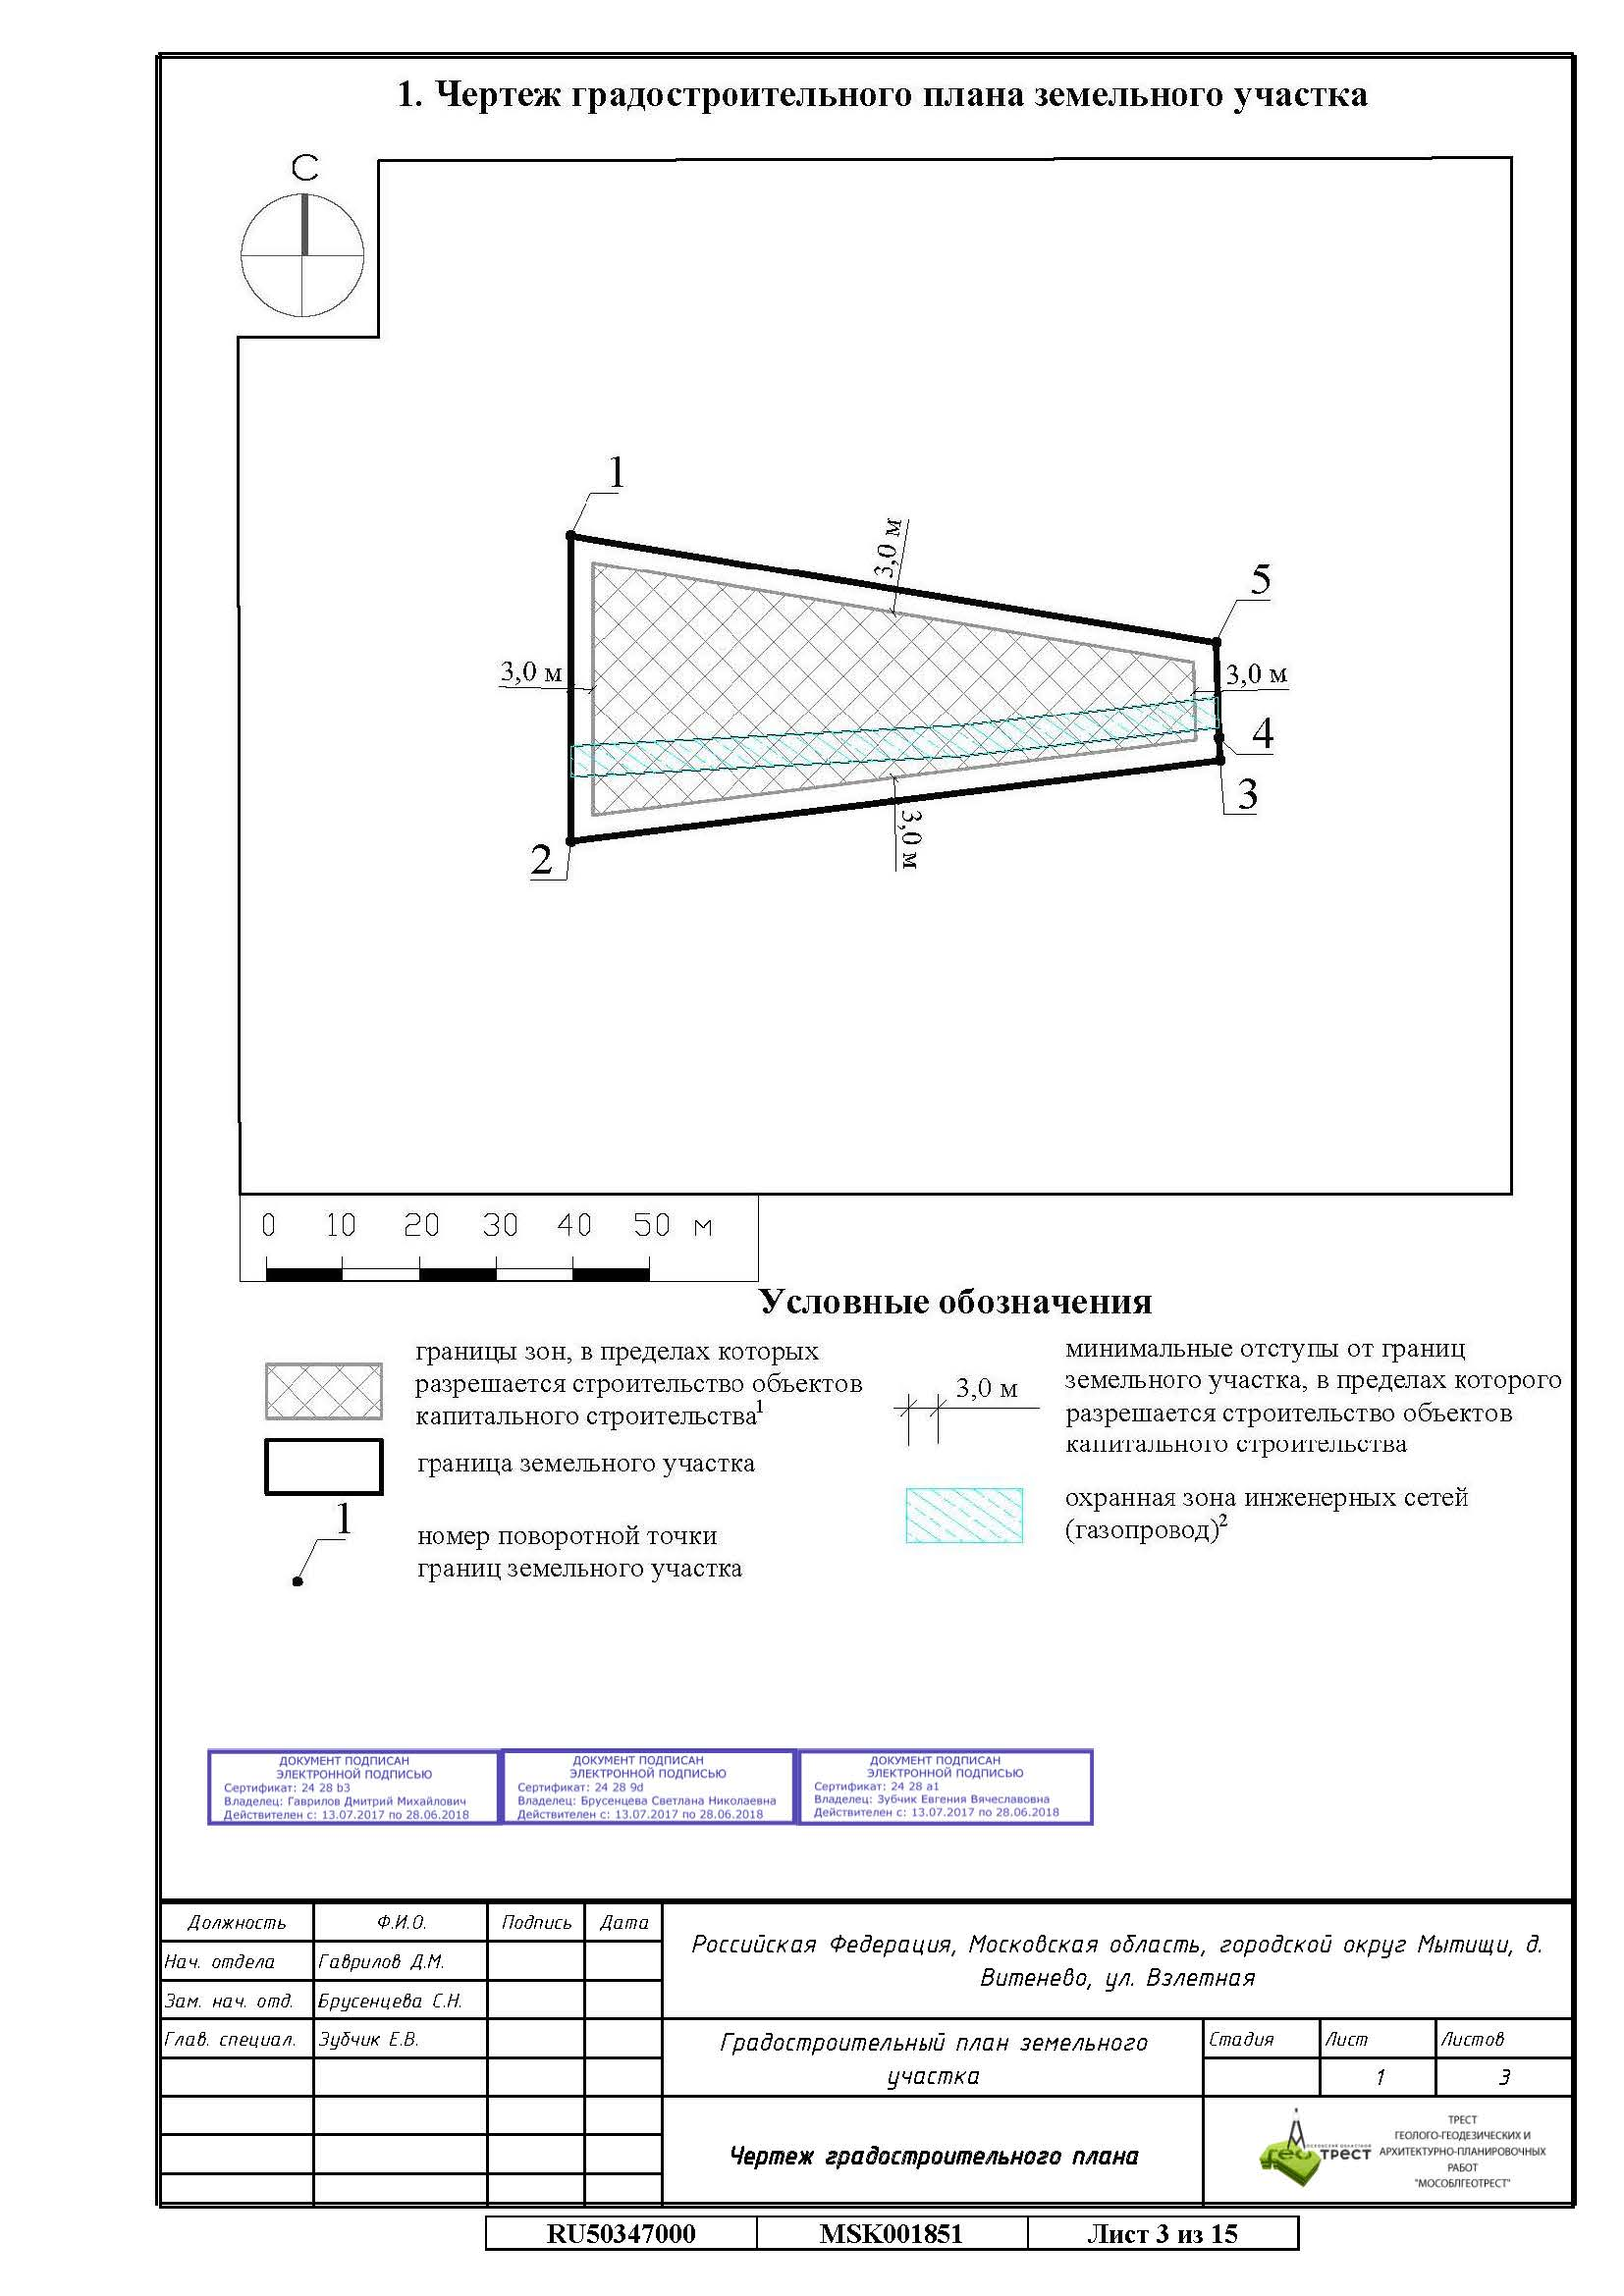 1. Чертеж градостроительного плана земельного участка
С
1
3,0 м
5
3,0 м
3,0 м
4
3
2
3,0 м
0 10 20 30 40 50 м
Условные обозначения
границы зон, в пределах которых
разрешается строительство объектов
капитального строительства1
граница земельного участка
1
номер поворотной точки
границ земельного участка
3,0 м
минимальные отступы от границ
земельного участка, в пределах которого
разрешается строительство объектов
капитального строительства
охранная зона инженерных сетей
(газопровод)2
ДОКУМЕНТ ПОДПИСАН
ЭЛЕКТРОННОЙ ПОДПИСЬЮ
Сертификат: 24 28 b3
Владелец: Гаврилов Дмитрий Михайлович
Действителен с: 13.07.2017 по 28.06.2018
ДОКУМЕНТ ПОДПИСАН
ЭЛЕКТРОННОЙ ПОДПИСЬЮ
Сертификат: 24 28 9d
Владелец: Брусенцева Светлана Николаевна
Действителен с: 13.07.2017 по 28.06.2018
ДОКУМЕНТ ПОДПИСАН
ЭЛЕКТРОННОЙ ПОДПИСЬЮ
Сертификат: 24 28 a1
Владелец: Зубчик Евгения Вячеславовна
Действителен с: 13.07.2017 по 28.06.2018
Должность Ф.И.О. Подпись Дата
Нач. отдела Гаврилов Д.М.
Зам. нач. отд. Брусенцева С.Н.
Глав. специал. Зубчик Е.В.
Российская Федерация, Московская область, городской округ Мытищи, д.
Витенево, ул. Взлетная
Градостроительный план земельного
участка
Стадия Лист Листов
1 3
Чертеж градостроительного плана
ГЕО ТРЕСТ
ТРЕСТ
ГЕОЛОГО-ГЕОДЕЗИЧЕСКИХ И
АРХИТЕКТУРНО-ПЛАНИРОВОЧНЫХ
РАБОТ
"МОСОБЛГЕОТРЕСТ"
RU50347000 MSK001851 Лист 3 из 15